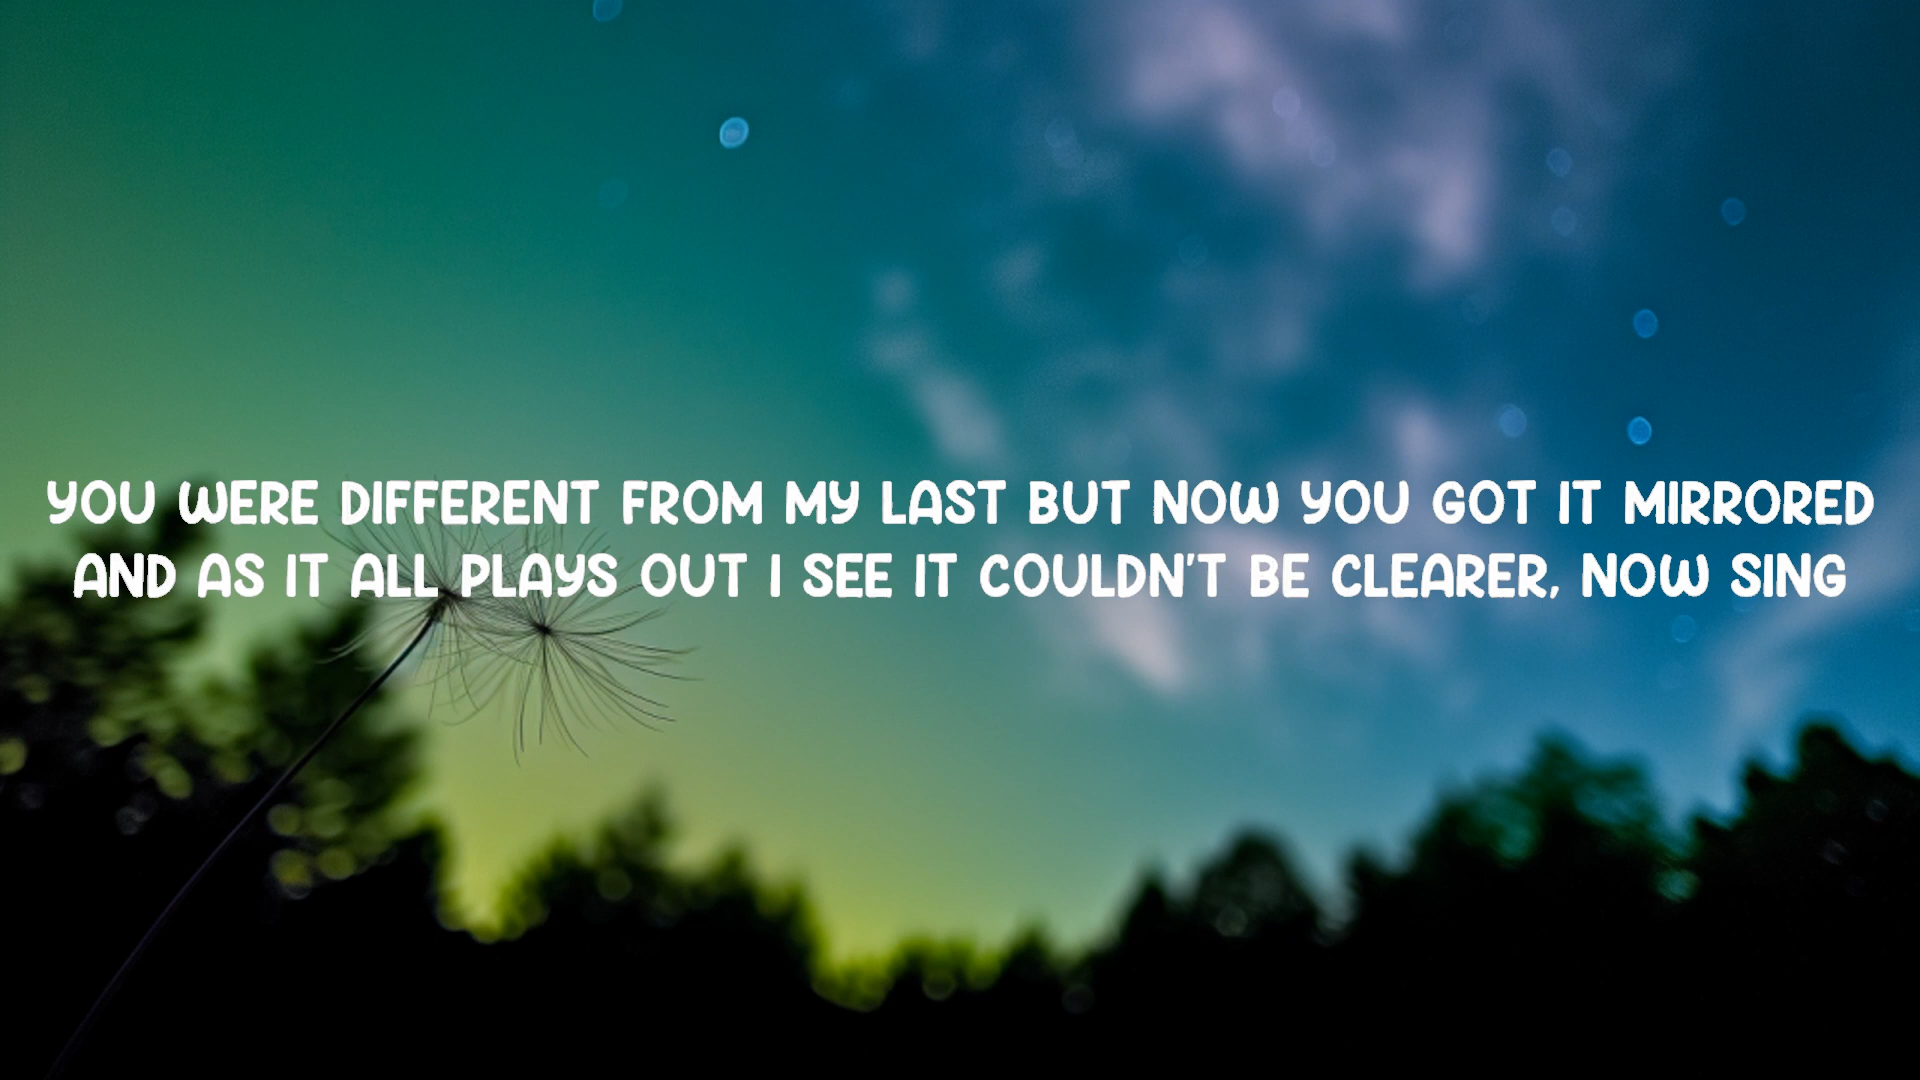 YOU WERE DIFFERENT FROM MY LAST BUT NOW YOU GOT IT MIRRORED
AND AS IT ALL PLAYS OUT I SEE IT COULDN'T BE CLEARER, NOW SING